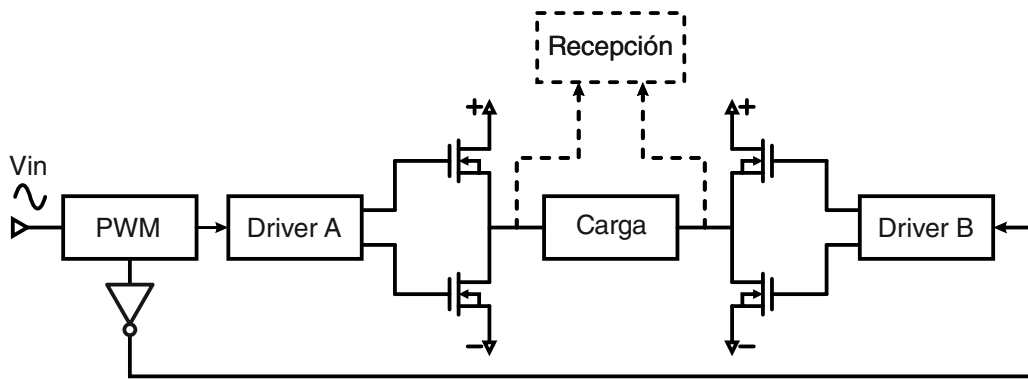 Recepción
+
+
Vin
PWM
Driver A
Carga
Driver B
−
−